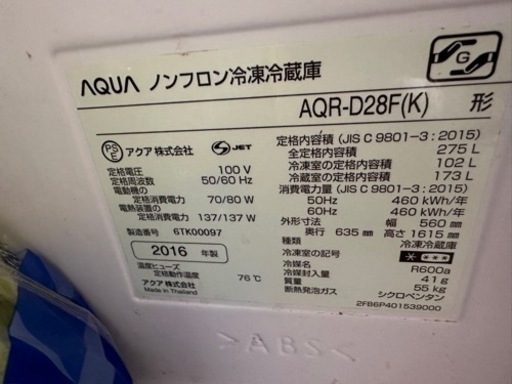 AQUA ノンフロン冷凍冷蔵庫
G
AQR-D28F(K) 形
PSE アクア株式会社 S JET
定格電圧 100 V
定格周波数 50/60 Hz
電動機の
定格消費電力 70/80 W
電熱装置の
定格消費電力 137/137 W
製造番号 6TK00097
2016 年製
温度ヒューズ
定格動作温度 76℃
アクア株式会社
Made in Thailand
定格内容積 (JIS C 9801-3:2015)
全定格内容積 275 L
冷凍室の定格内容積 102 L
冷蔵室の定格内容積 173 L
消費電力量 (JIS C 9801-3:2015)
50Hz 460 kWh/年
60Hz 460 kWh/年
外形寸法 幅 560 mm
奥行 635 mm 高さ 1615 mm
種類 冷凍冷蔵庫
冷凍室の記号 * ***
冷媒名 R600a
冷媒封入量 41 g
質量 55 kg
断熱発泡ガス シクロペンタン
2FB6P401539000
>ABS<